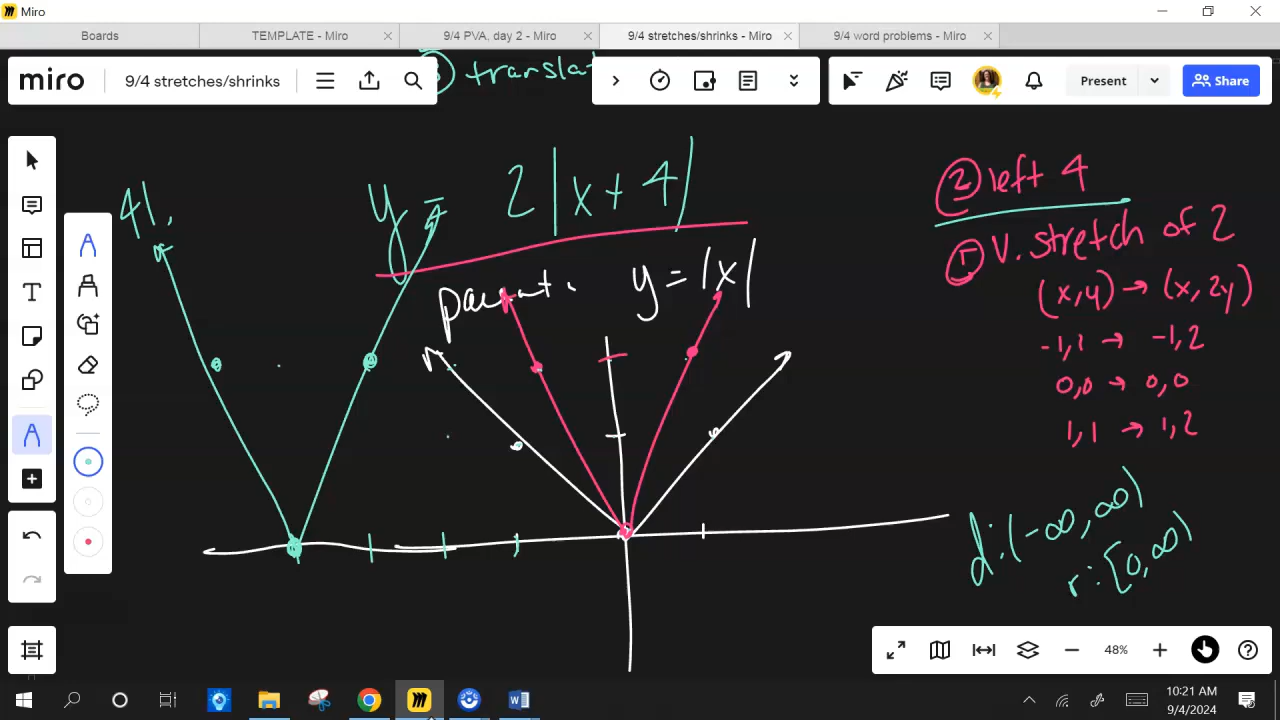 Miro
Boards
TEMPLATE - Miro
9/4 PVA, day 2 - Miro
9/4 stretches/shrinks - Miro
9/4 word problems - Miro
miro
9/4 stretches/shrinks
Present
Share
translat
41.
y = 2|x + 4|
parent: y = |x|
② left 4
① V. stretch of 2
(x,y) → (x, 2y)
-1,1 → -1,2
0,0 → 0,0
1,1 → 1,2
d:(-∞,∞)
r:[0,∞)
48%
10:21 AM
9/4/2024